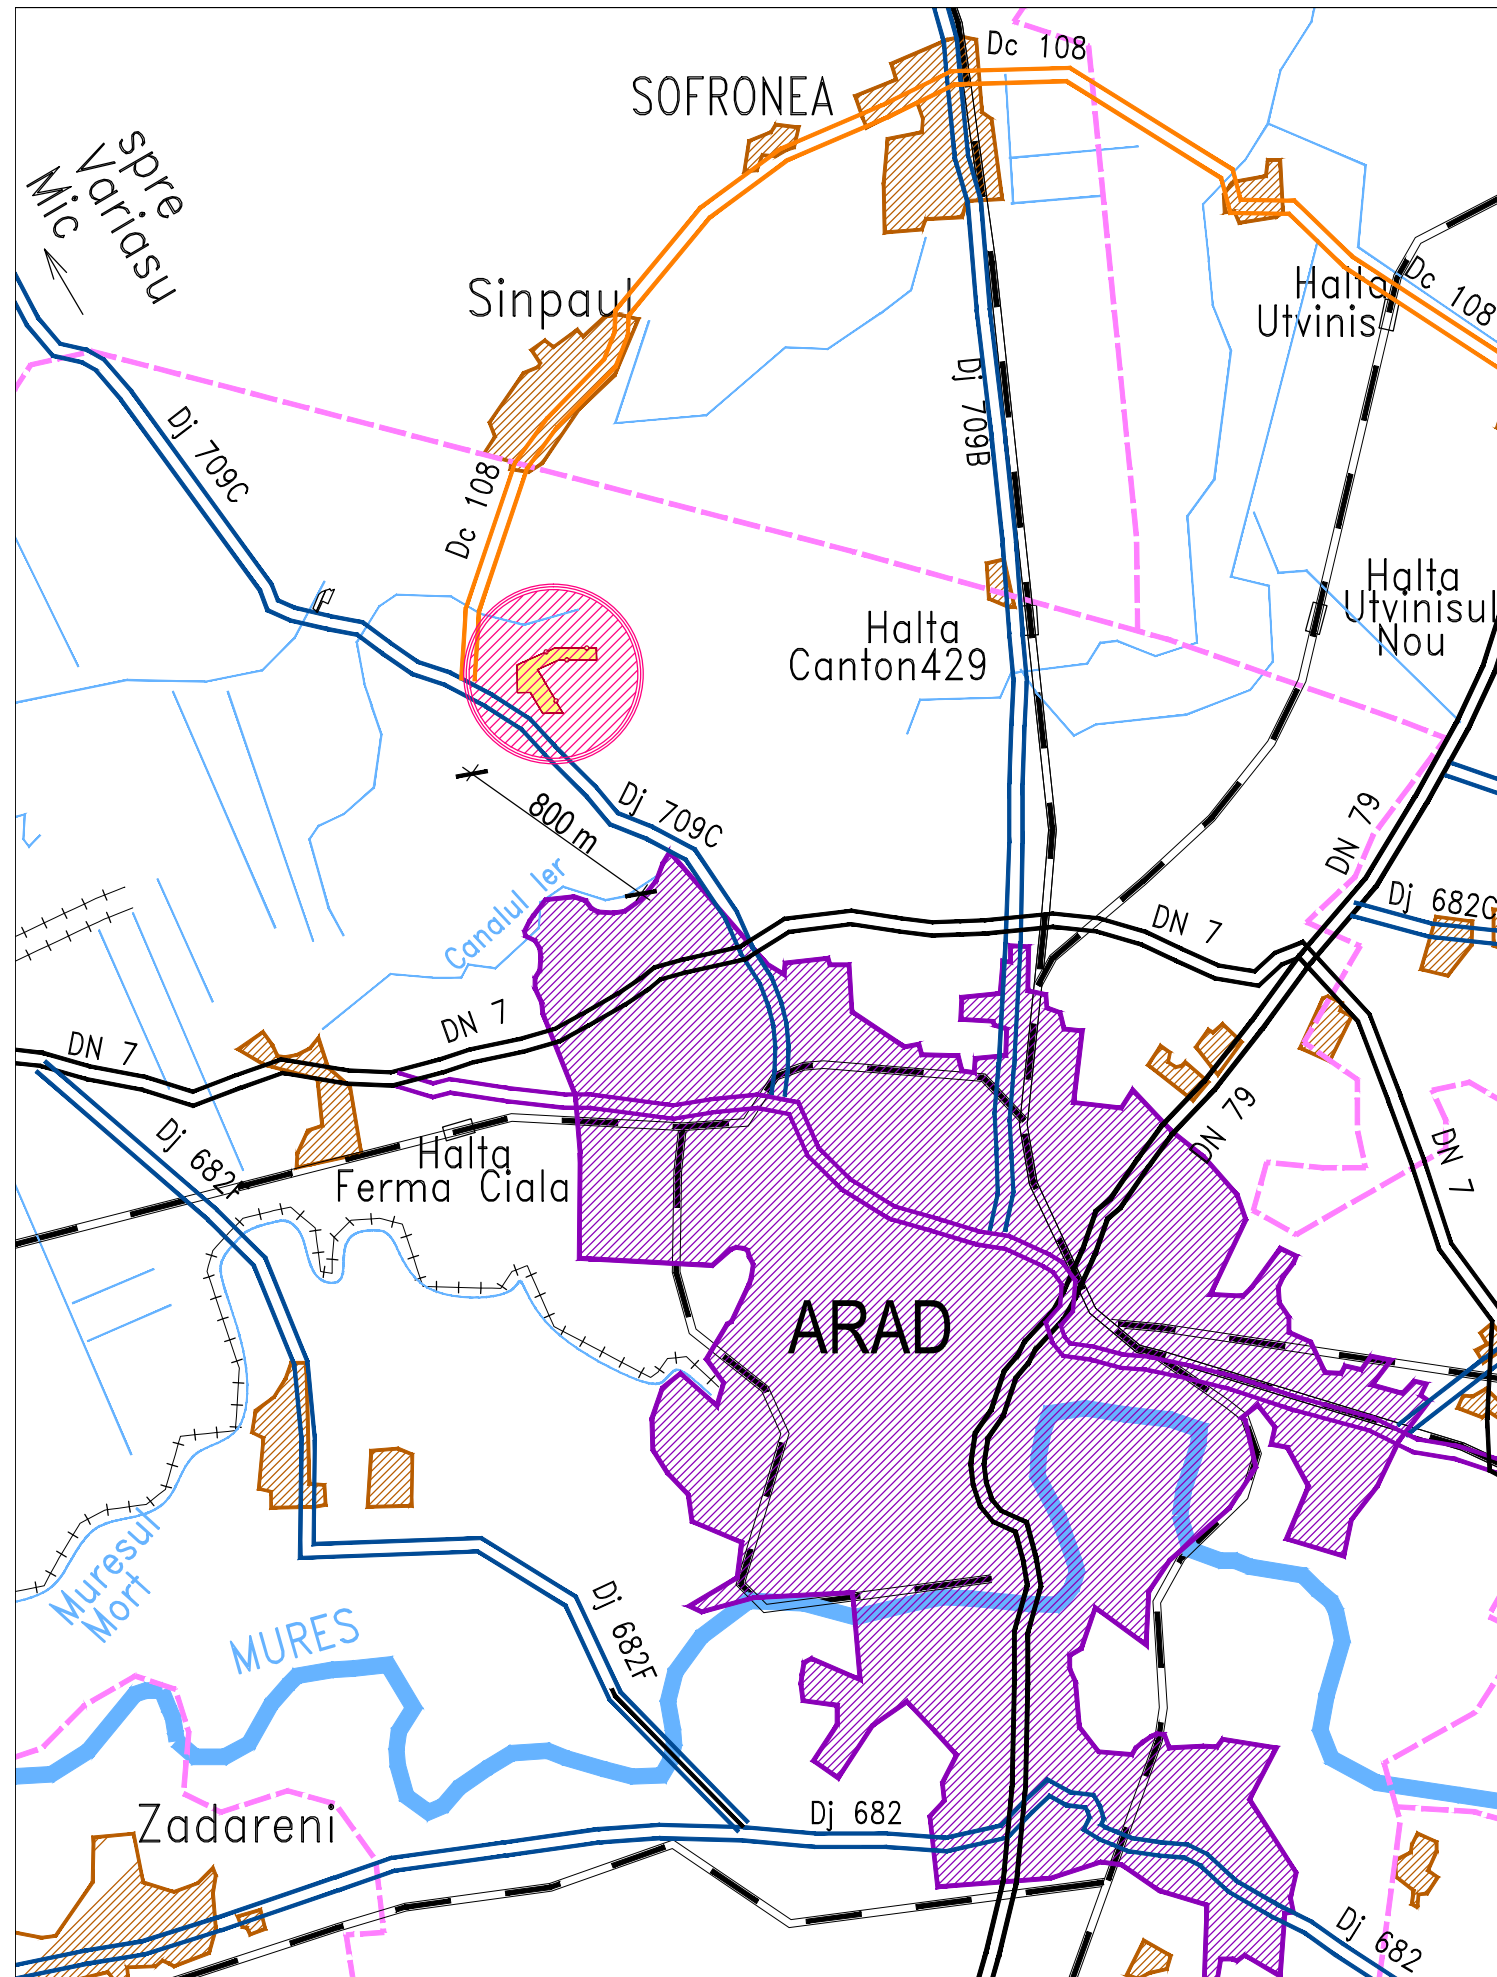 Dc 108
SOFRONEA
spre
Variasu
Mic
Sinpaul
Halta
Utvinis
Dc 108
Dj 709C
Dj 709B
Dc 108
Halta
Utvinisul
Nou
Halta
Canton429
800 m
Dj 709C
DN 79
Dj 682C
Canalul Ier
DN 7
DN 7
DN 7
Dj 682F
Halta
Ferma Ciala
DN 79
DN 7
ARAD
Muresul
Mort
MURES
Dj 682F
Zadareni
Dj 682
Dj 682